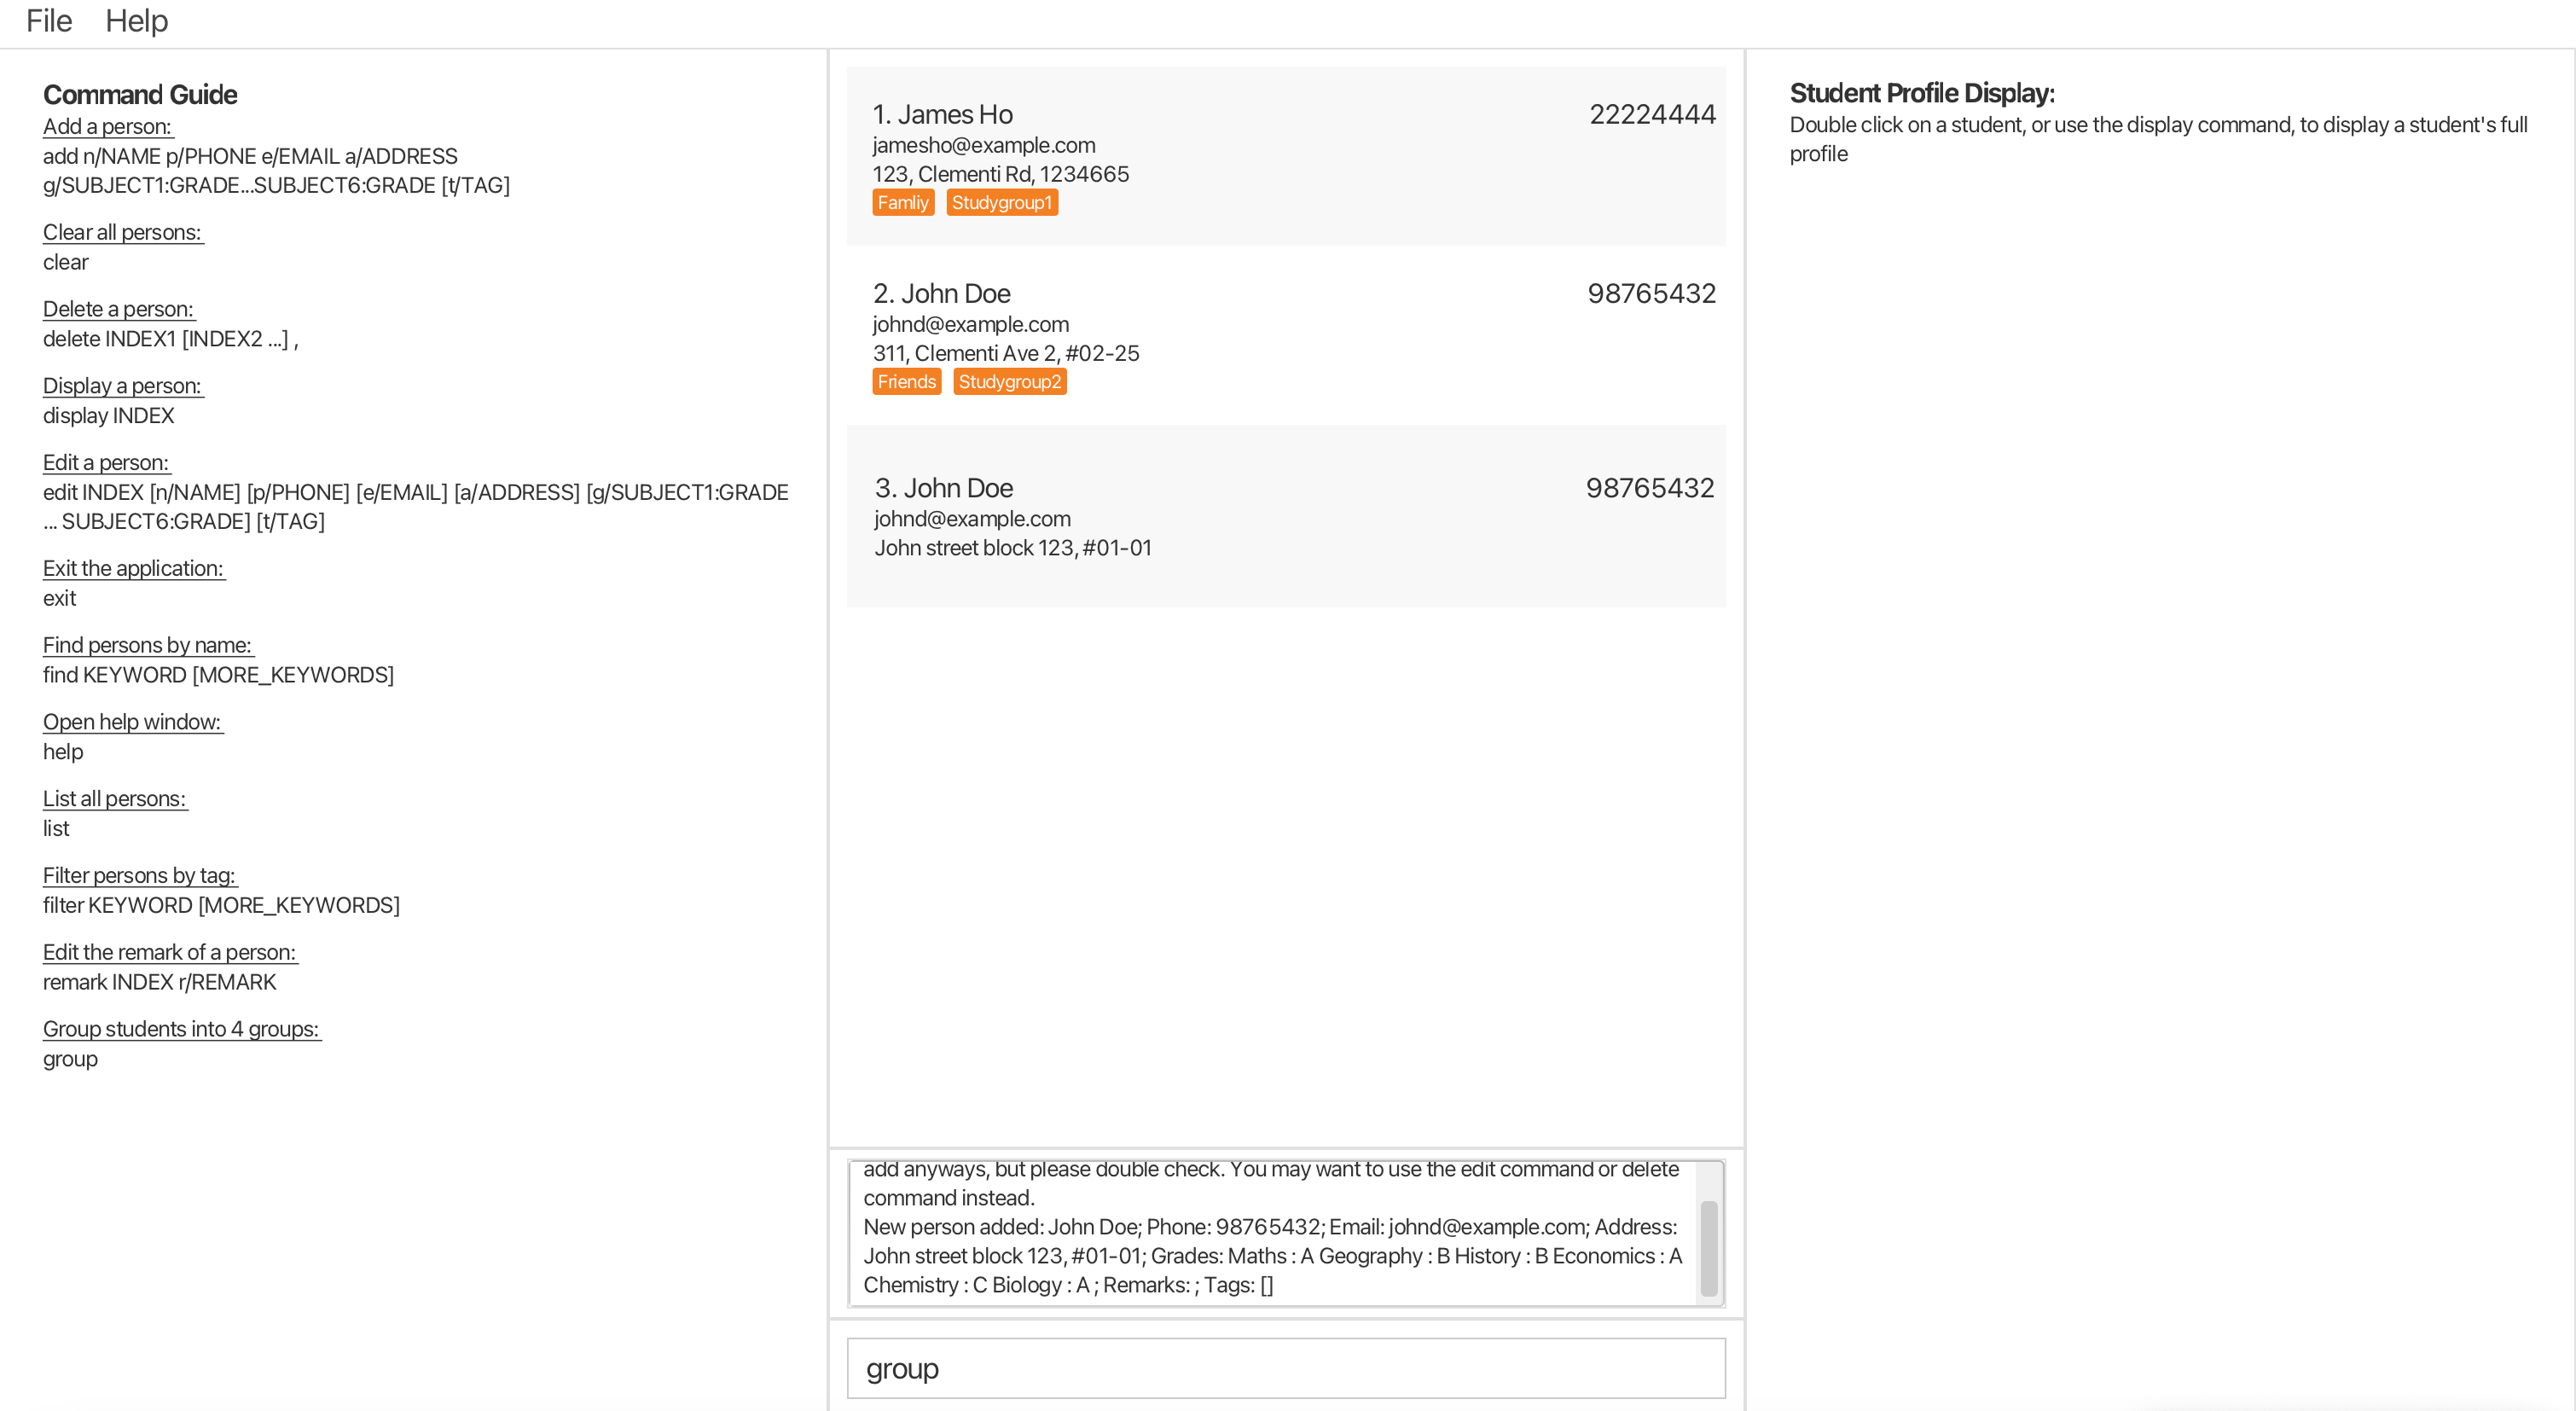 File Help
Command Guide
Add a person:
add n/NAME p/PHONE e/EMAIL a/ADDRESS
g/SUBJECT1:GRADE...SUBJECT6:GRADE [t/TAG]
Clear all persons:
clear
Delete a person:
delete INDEX1 [INDEX2 ...] ,
Display a person:
display INDEX
Edit a person:
edit INDEX [n/NAME] [p/PHONE] [e/EMAIL] [a/ADDRESS] [g/SUBJECT1:GRADE
... SUBJECT6:GRADE] [t/TAG]
Exit the application:
exit
Find persons by name:
find KEYWORD [MORE_KEYWORDS]
Open help window:
help
List all persons:
list
Filter persons by tag:
filter KEYWORD [MORE_KEYWORDS]
Edit the remark of a person:
remark INDEX r/REMARK
Group students into 4 groups:
group
1. James Ho 22224444
jamesho@example.com
123, Clementi Rd, 1234665
Famliy Studygroup1
2. John Doe 98765432
johnd@example.com
311, Clementi Ave 2, #02-25
Friends Studygroup2
3. John Doe 98765432
johnd@example.com
John street block 123, #01-01
add anyways, but please double check. You may want to use the edit command or delete
command instead.
New person added: John Doe; Phone: 98765432; Email: johnd@example.com; Address:
John street block 123, #01-01; Grades: Maths : A Geography : B History : B Economics : A
Chemistry : C Biology : A ; Remarks: ; Tags: []
group
Student Profile Display:
Double click on a student, or use the display command, to display a student's full
profile